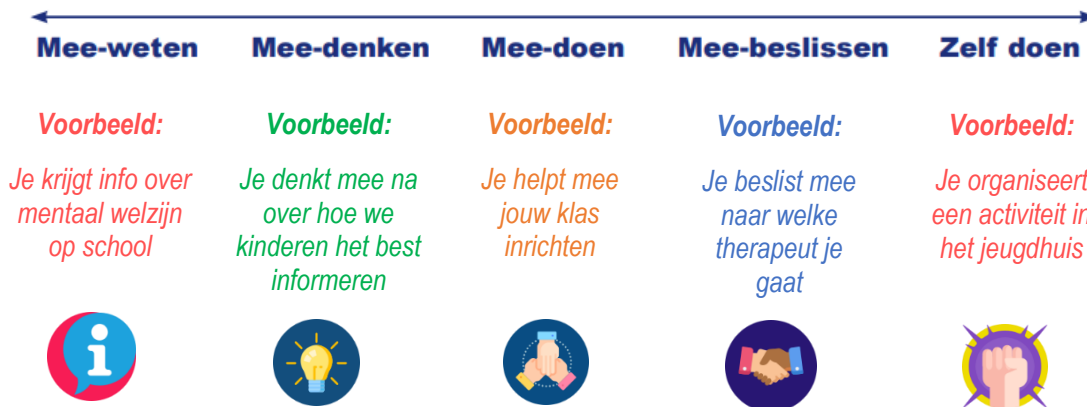 Mee-weten
Mee-denken
Mee-doen
Mee-beslissen
Zelf doen
Voorbeeld:
Je krijgt info over
mentaal welzijn
op school
Voorbeeld:
Je denkt mee na
over hoe we
kinderen het best
informeren
Voorbeeld:
Je helpt mee
jouw klas
inrichten
Voorbeeld:
Je beslist mee
naar welke
therapeut je
gaat
Voorbeeld:
Je organiseert
een activiteit in
het jeugdhuis
i